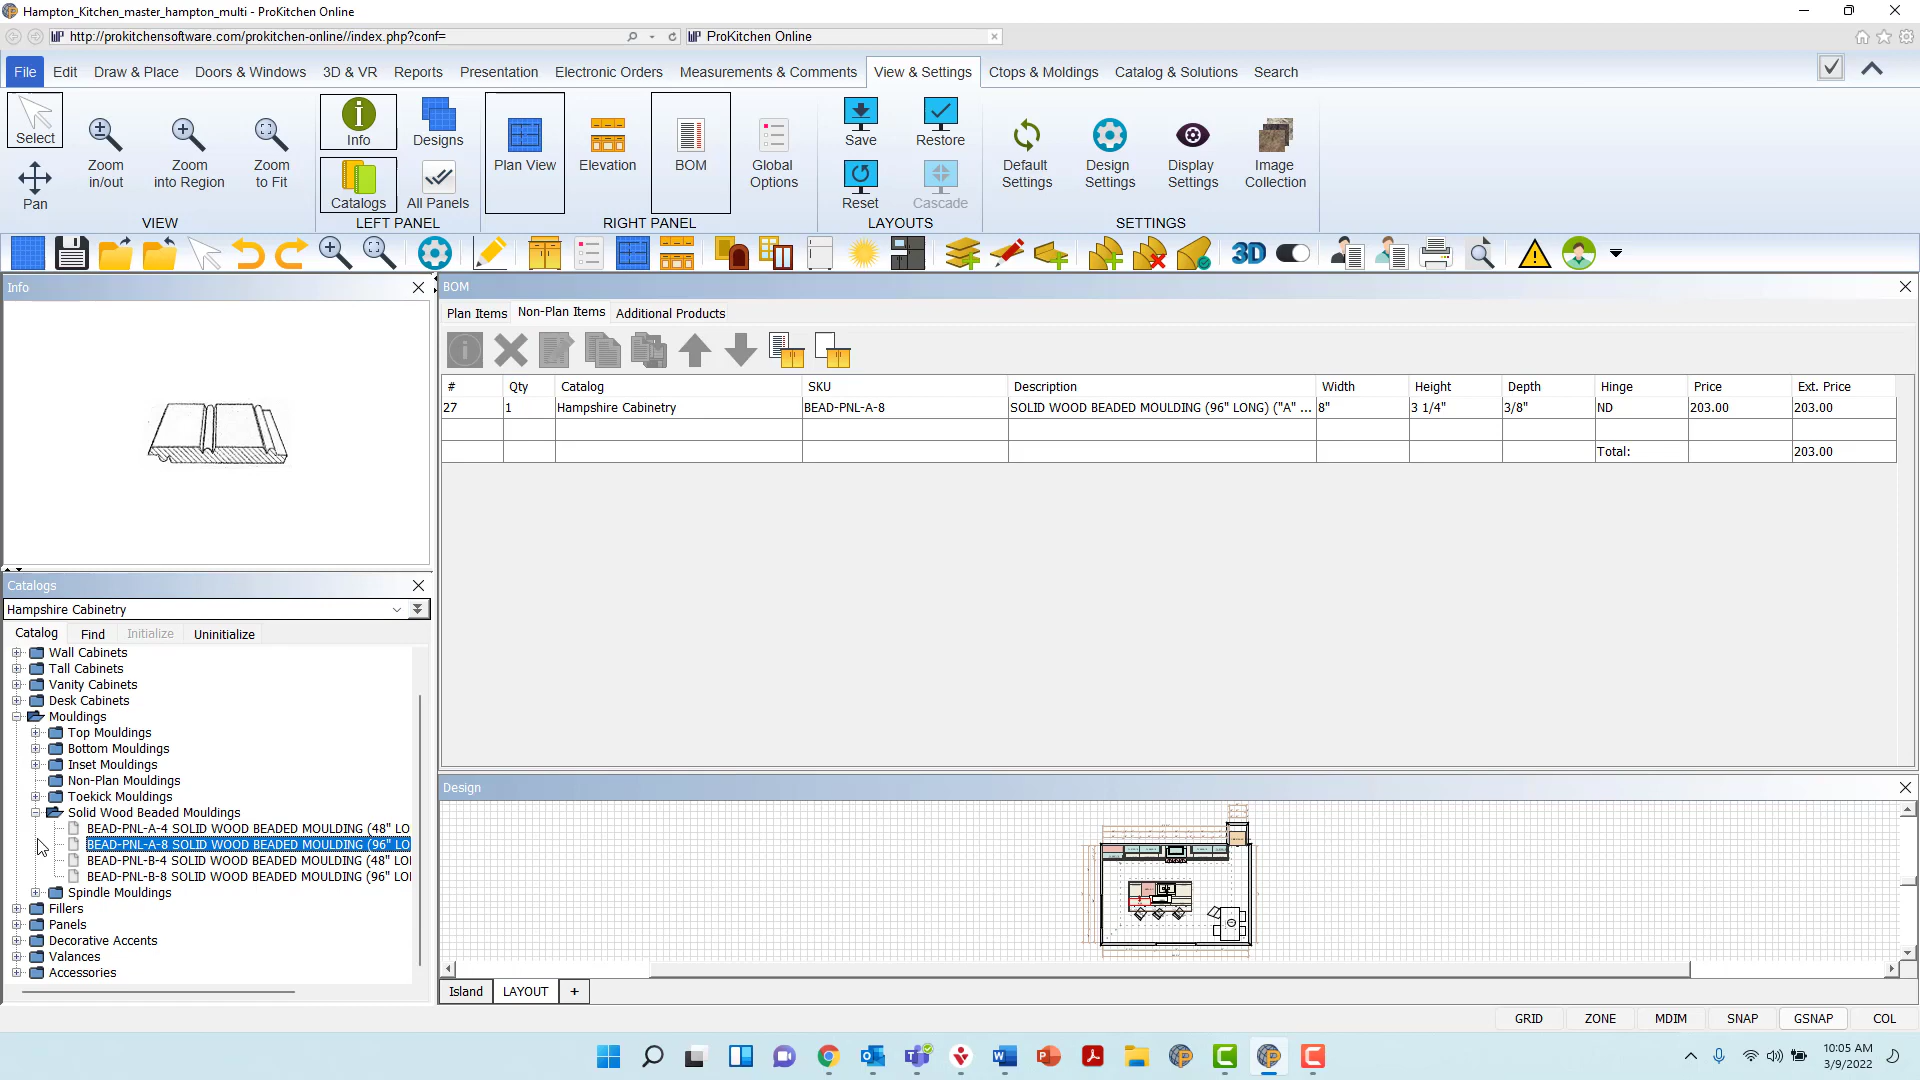 Hampton_Kitchen_master_hampton_multi - ProKitchen Online
http://prokitchensoftware.com/prokitchen-online//index.php?conf=
ProKitchen Online
File Edit Draw & Place Doors & Windows 3D & VR Reports Presentation Electronic Orders Measurements & Comments View & Settings Ctops & Moldings Catalog & Solutions Search
Select
Pan
Zoom in/out
Zoom into Region
Zoom to Fit
VIEW
Info
Designs
Catalogs
All Panels
LEFT PANEL
Plan View
Elevation
BOM
Global Options
RIGHT PANEL
Save
Restore
Reset
Cascade
LAYOUTS
Default Settings
Design Settings
Display Settings
Image Collection
SETTINGS
3D
Info
BOM
Plan Items Non-Plan Items Additional Products
# Qty Catalog SKU Description Width Height Depth Hinge Price Ext. Price
27 1 Hampshire Cabinetry BEAD-PNL-A-8 SOLID WOOD BEADED MOULDING (96" LONG) ("A" ... 8" 3 1/4" 3/8" ND 203.00 203.00
Total: 203.00
Catalogs
Hampshire Cabinetry
Catalog Find Initialize Uninitialize
Wall Cabinets
Tall Cabinets
Vanity Cabinets
Desk Cabinets
Mouldings
Top Mouldings
Bottom Mouldings
Inset Mouldings
Non-Plan Mouldings
Toekick Mouldings
Solid Wood Beaded Mouldings
BEAD-PNL-A-4 SOLID WOOD BEADED MOULDING (48" LO
BEAD-PNL-A-8 SOLID WOOD BEADED MOULDING (96" LO
BEAD-PNL-B-4 SOLID WOOD BEADED MOULDING (48" LO
BEAD-PNL-B-8 SOLID WOOD BEADED MOULDING (96" LO
Spindle Mouldings
Fillers
Panels
Decorative Accents
Valances
Accessories
Design
Island LAYOUT +
GRID ZONE MDIM SNAP GSNAP COL
10:05 AM
3/9/2022